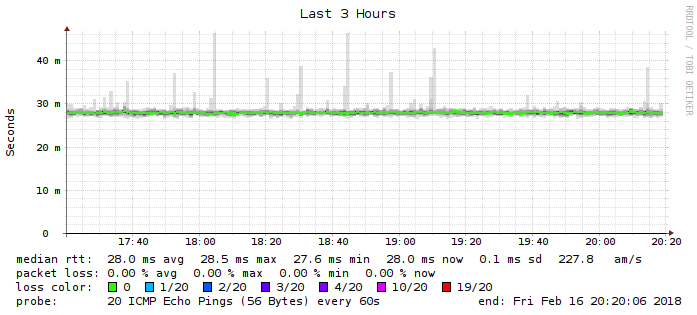 Last 3 Hours
RRDTOOL / TOBI OETIKER
Seconds
40 m
30 m
20 m
10 m
0
17:40 18:00 18:20 18:40 19:00 19:20 19:40 20:00 20:20
median rtt: 28.0 ms avg 28.5 ms max 27.6 ms min 28.0 ms now 0.1 ms sd 227.8 am/s
packet loss: 0.00 % avg 0.00 % max 0.00 % min 0.00 % now
loss color: 0 1/20 2/20 3/20 4/20 10/20 19/20
probe: 20 ICMP Echo Pings (56 Bytes) every 60s end: Fri Feb 16 20:20:06 2018